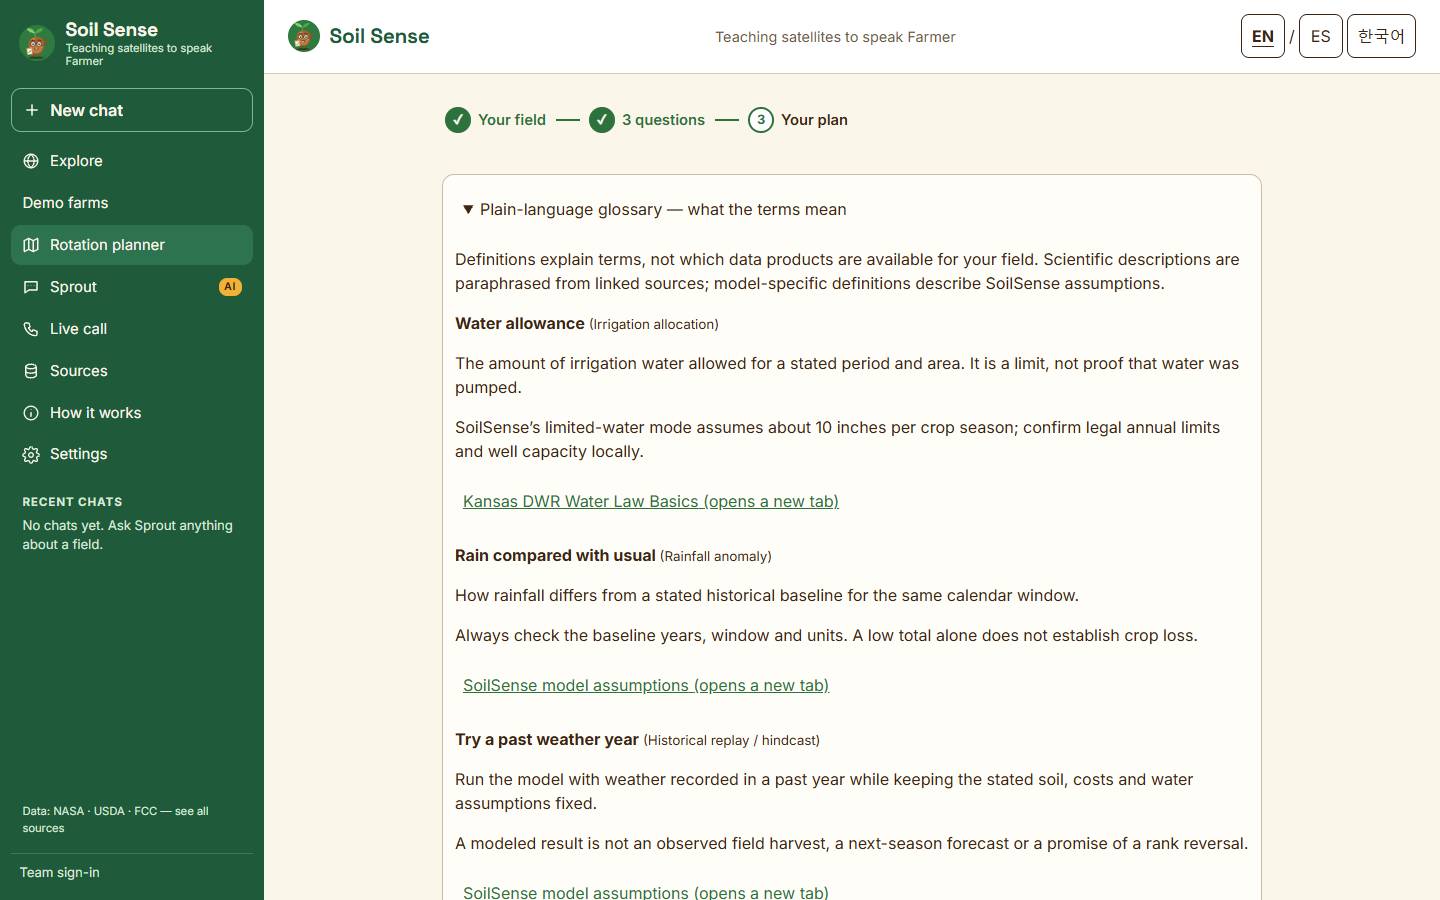 Soil Sense
Teaching satellites to speak
Farmer
New chat
Explore
Demo farms
Rotation planner
Sprout
AI
Live call
Sources
How it works
Settings
RECENT CHATS
No chats yet. Ask Sprout anything
about a field.
Data: NASA · USDA · FCC — see all
sources
Team sign-in
Soil Sense
Teaching satellites to speak Farmer
EN / ES 한국어
Your field
3 questions
3 Your plan
Plain-language glossary — what the terms mean
Definitions explain terms, not which data products are available for your field. Scientific descriptions are
paraphrased from linked sources; model-specific definitions describe SoilSense assumptions.
Water allowance (Irrigation allocation)
The amount of irrigation water allowed for a stated period and area. It is a limit, not proof that water was
pumped.
SoilSense’s limited-water mode assumes about 10 inches per crop season; confirm legal annual limits
and well capacity locally.
Kansas DWR Water Law Basics (opens a new tab)
Rain compared with usual (Rainfall anomaly)
How rainfall differs from a stated historical baseline for the same calendar window.
Always check the baseline years, window and units. A low total alone does not establish crop loss.
SoilSense model assumptions (opens a new tab)
Try a past weather year (Historical replay / hindcast)
Run the model with weather recorded in a past year while keeping the stated soil, costs and water
assumptions fixed.
A modeled result is not an observed field harvest, a next-season forecast or a promise of a rank reversal.
SoilSense model assumptions (opens a new tab)